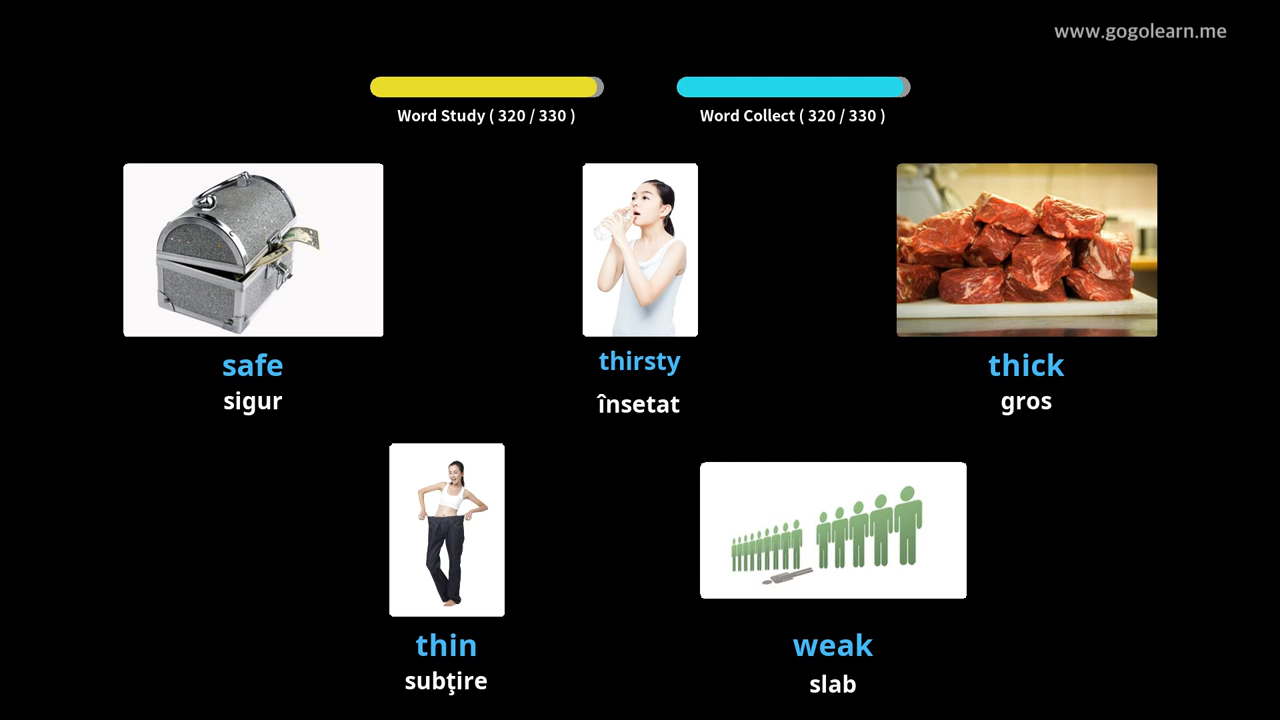 www.gogolearn.me
Word Study ( 320 / 330 )
Word Collect ( 320 / 330 )
safe
sigur
thirsty
însetat
thick
gros
thin
subţire
weak
slab